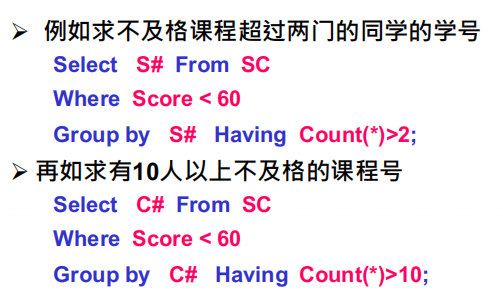 ➢ 例如求不及格课程超过两门的同学的学号
Select S# From SC
Where Score < 60
Group by S# Having Count(*)>2;
➢ 再如求有10人以上不及格的课程号
Select C# From SC
Where Score < 60
Group by C# Having Count(*)>10;